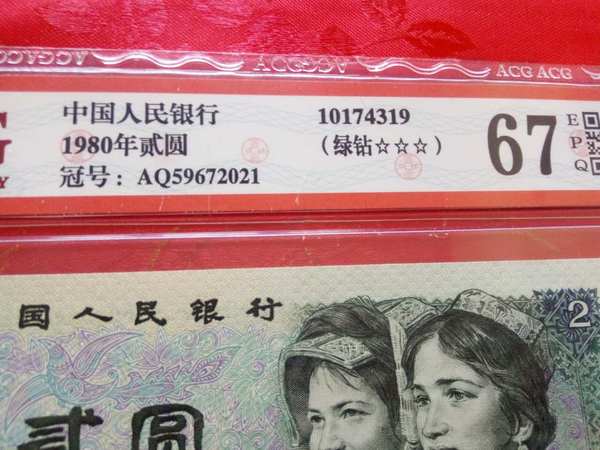 ACG ACG
中国人民银行 10174319
1980年贰圆 (绿钻☆☆☆)
冠号: AQ59672021
67
EPQ
国人民银行
2
贰圆